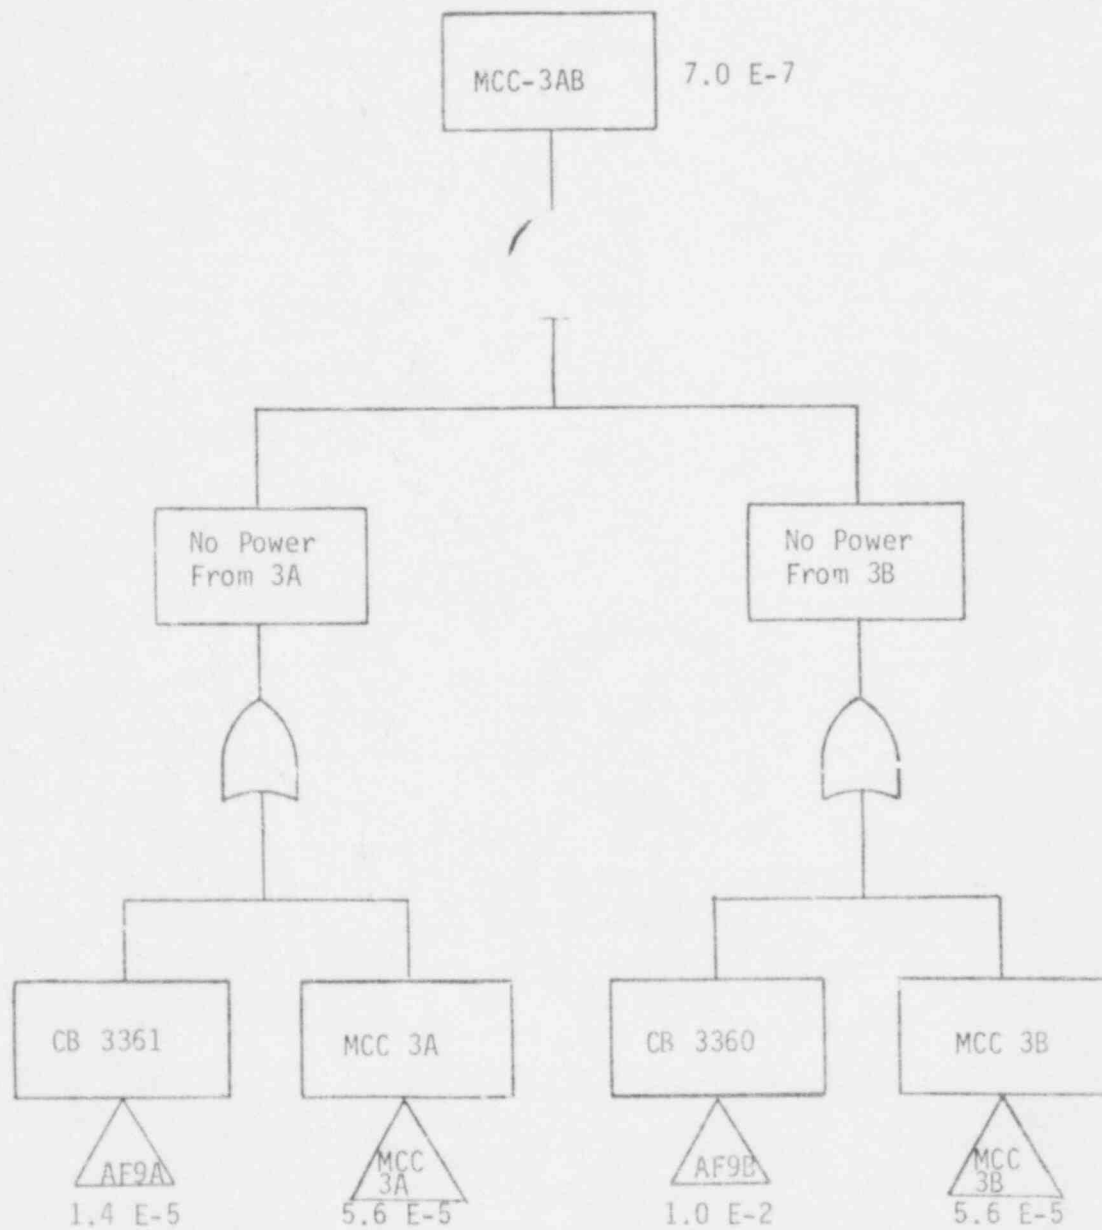 MCC-3AB
7.0 E-7
No Power
From 3A
No Power
From 3B
CB 3361
MCC 3A
CB 3360
MCC 3B
AF9A
MCC
3A
AF9B
MCC
3B
1.4 E-5
5.6 E-5
1.0 E-2
5.6 E-5